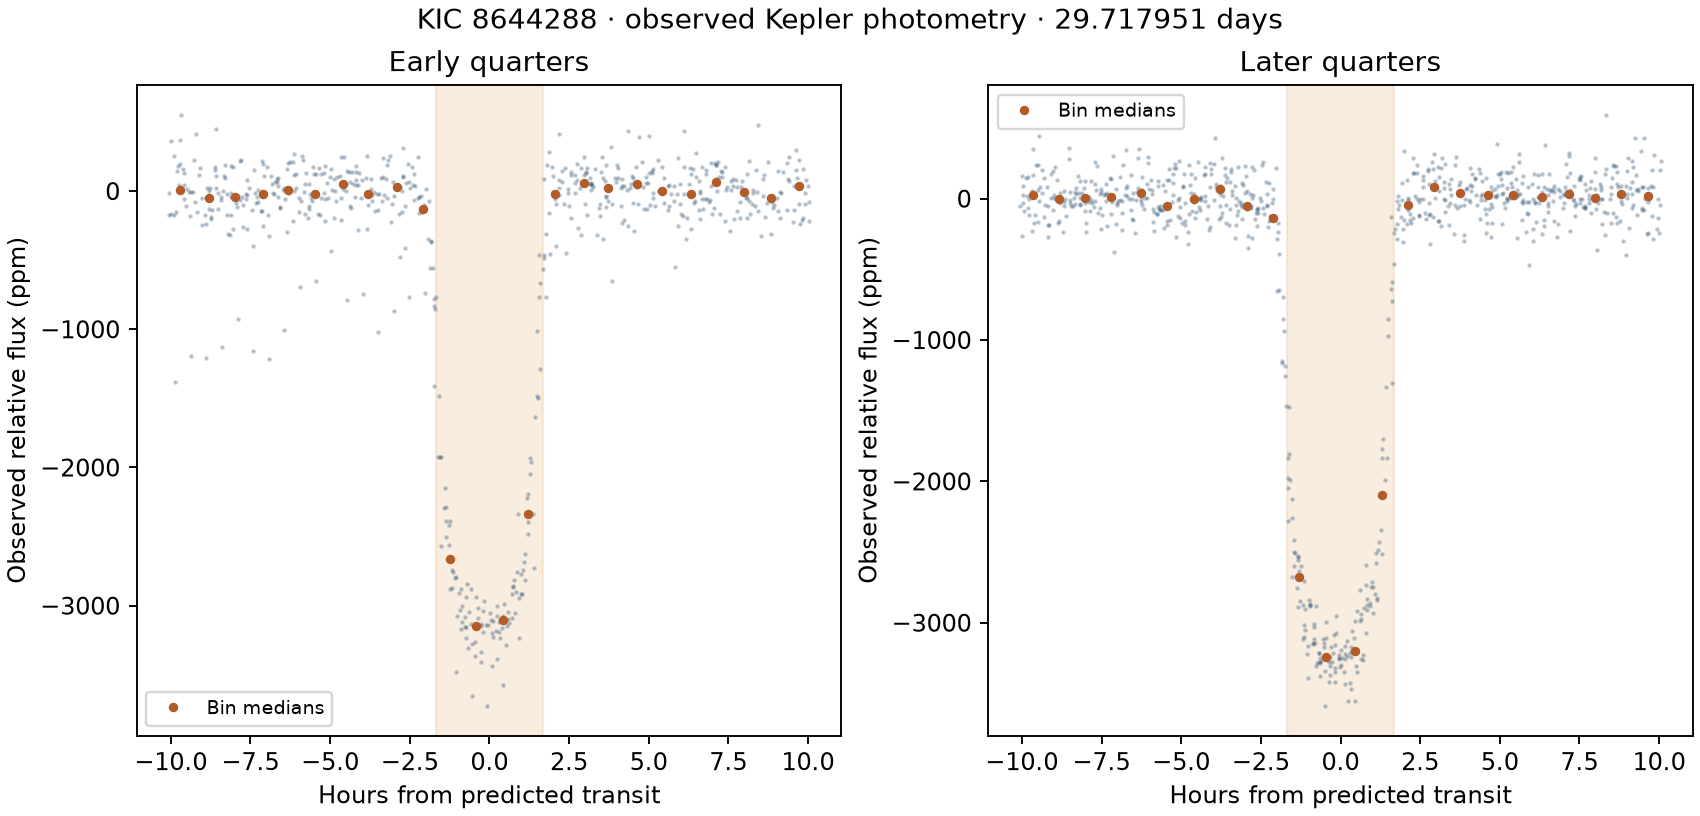 KIC 8644288 · observed Kepler photometry · 29.717951 days
Early quarters
Observed relative flux (ppm)
0
−1000
−2000
−3000
Bin medians
−10.0 −7.5 −5.0 −2.5 0.0 2.5 5.0 7.5 10.0
Hours from predicted transit
Later quarters
Bin medians
Observed relative flux (ppm)
0
−1000
−2000
−3000
−10.0 −7.5 −5.0 −2.5 0.0 2.5 5.0 7.5 10.0
Hours from predicted transit